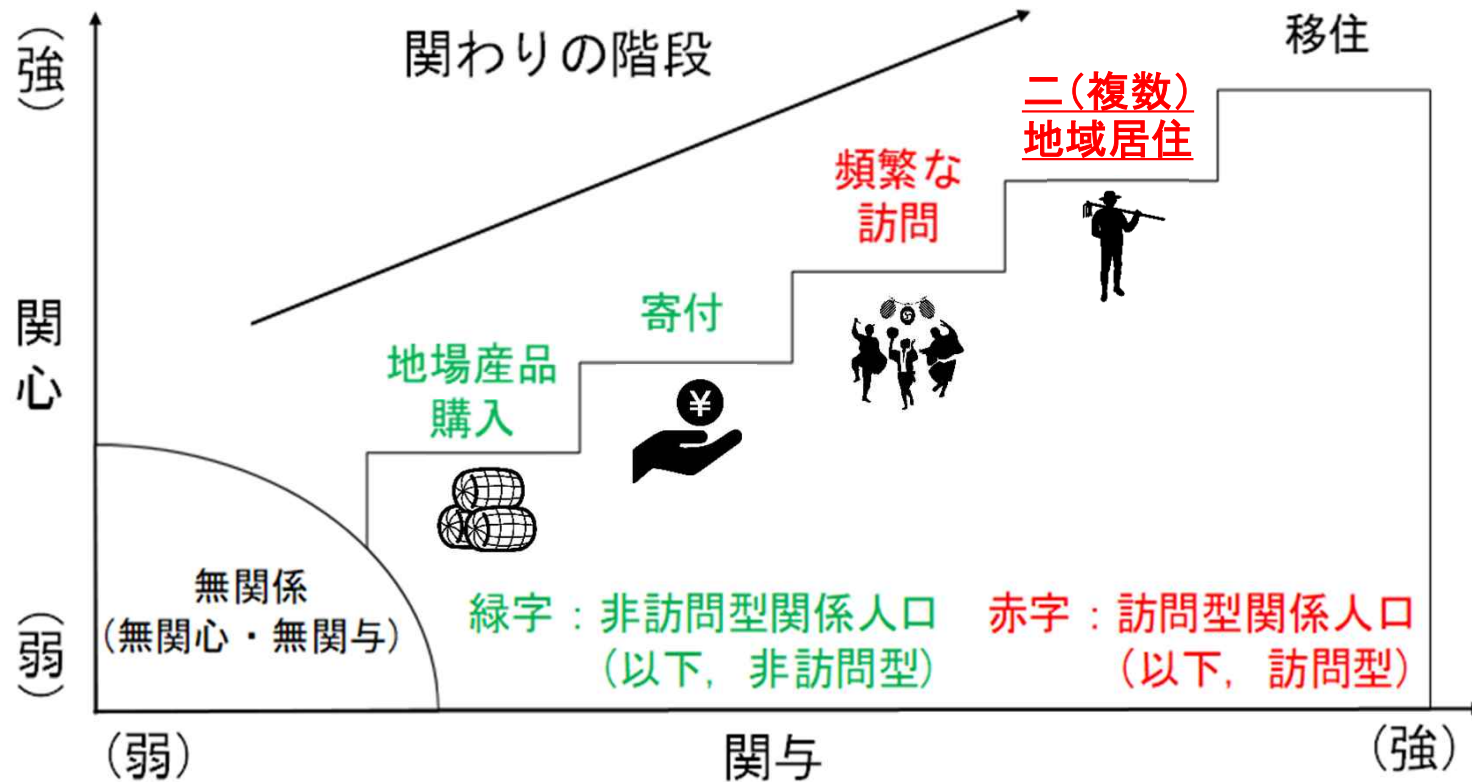 (強)
関わりの階段
移住
二(複数)
地域居住
頻繁な
訪問
関
心
寄付
地場産品
購入
¥
無関係
(無関心・無関与)
緑字：非訪問型関係人口
(以下，非訪問型)
赤字：訪問型関係人口
(以下，訪問型)
(弱)
(弱)
関与
(強)